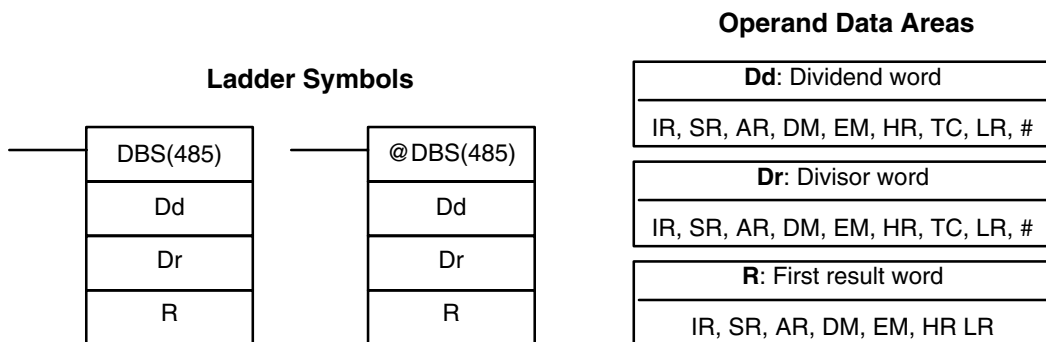 Ladder Symbols
DBS(485)
Dd
Dr
R
@DBS(485)
Dd
Dr
R
Operand Data Areas
Dd: Dividend word
IR, SR, AR, DM, EM, HR, TC, LR, #
Dr: Divisor word
IR, SR, AR, DM, EM, HR, TC, LR, #
R: First result word
IR, SR, AR, DM, EM, HR LR